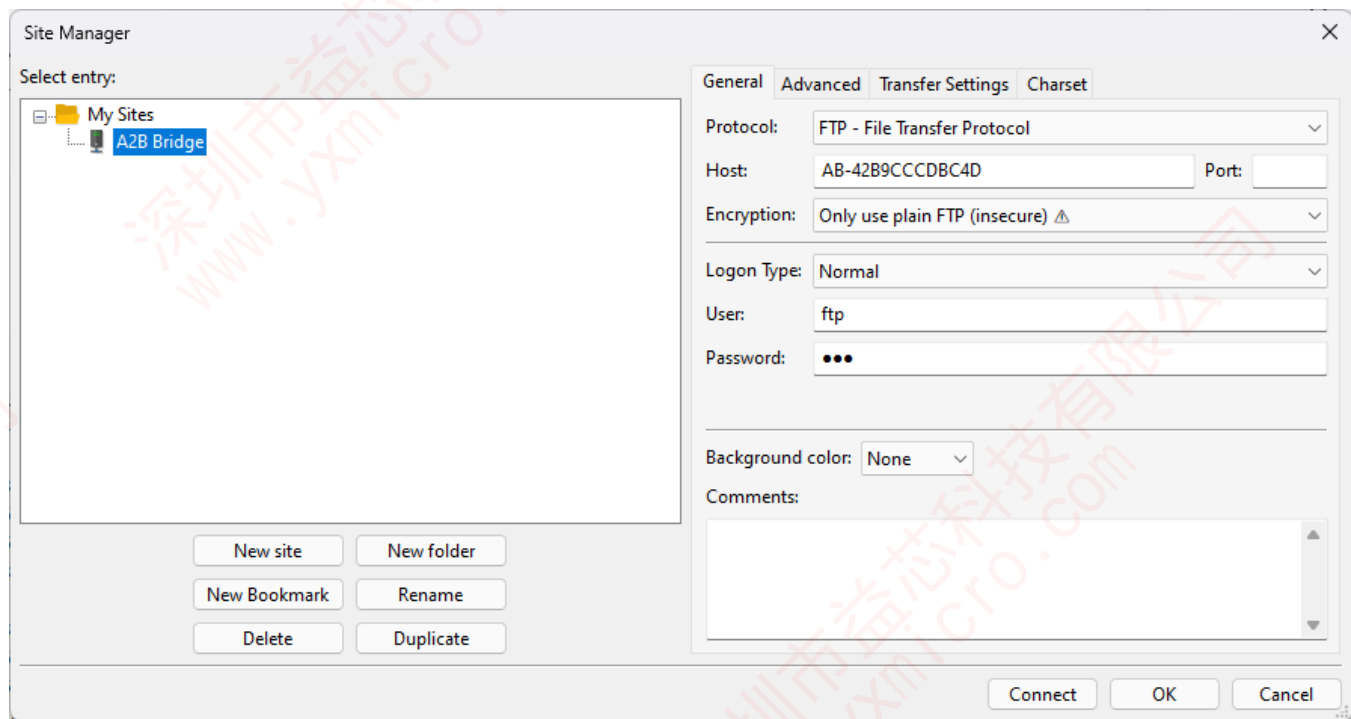 Site Manager
Select entry:
My Sites
A2B Bridge
New site
New folder
New Bookmark
Rename
Delete
Duplicate
General
Advanced
Transfer Settings
Charset
Protocol:
FTP - File Transfer Protocol
Host:
AB-42B9CCCDBC4D
Port:
Encryption:
Only use plain FTP (insecure) ⚠
Logon Type:
Normal
User:
ftp
Password:
●●●
Background color:
None
Comments:
Connect
OK
Cancel
深圳市益芯科技有限公司
www.yxmicro.com